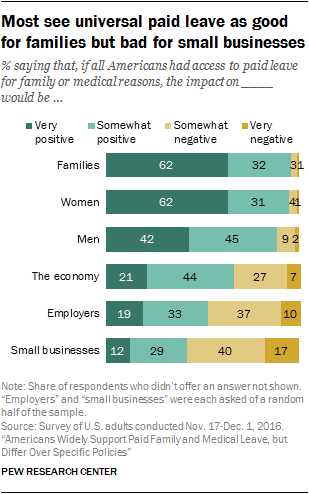 Most see universal paid leave as good
for families but bad for small businesses
% saying that, if all Americans had access to paid leave
for family or medical reasons, the impact on ____
would be ...
Very positive Somewhat positive Somewhat negative Very negative
Families 62 32 3 1
Women 62 31 4 1
Men 42 45 9 2
The economy 21 44 27 7
Employers 19 33 37 10
Small businesses 12 29 40 17
Note: Share of respondents who didn't offer an answer not shown.
"Employers" and "small businesses" were each asked of a random
half of the sample.
Source: Survey of U.S. adults conducted Nov. 17-Dec. 1, 2016.
"Americans Widely Support Paid Family and Medical Leave, but
Differ Over Specific Policies"
PEW RESEARCH CENTER